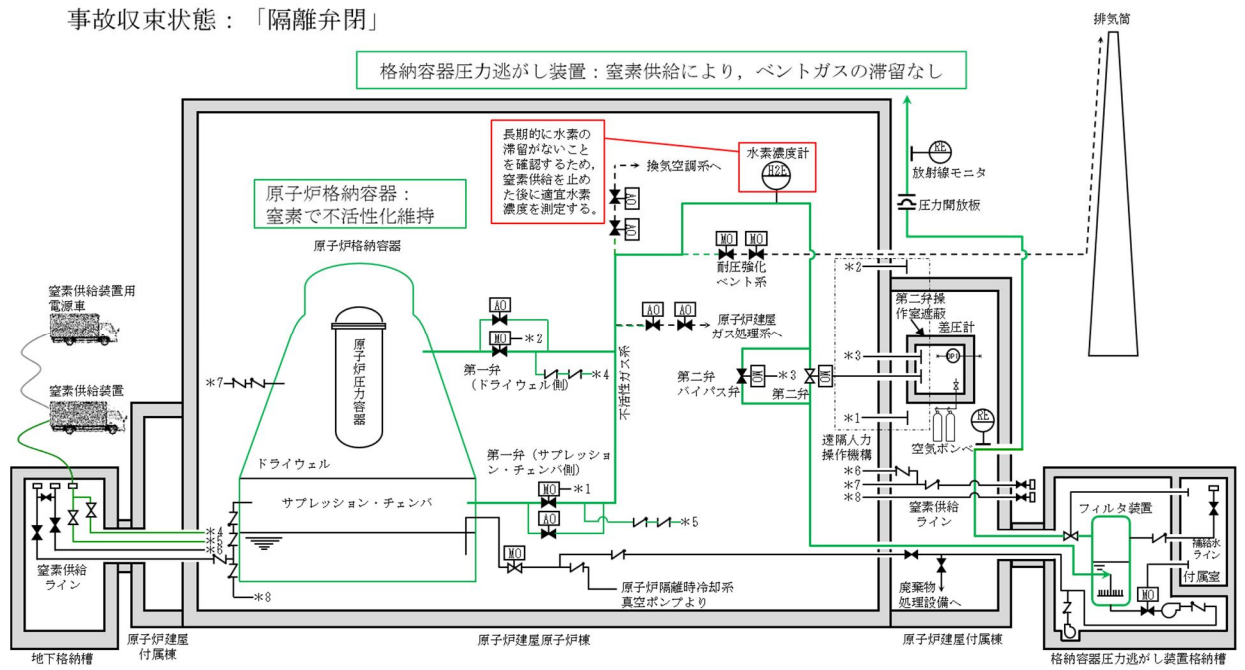 事故収束状態：「隔離弁閉」
排気筒
格納容器圧力逃がし装置：窒素供給により，ベントガスの滞留なし
長期的に水素の
滞留がないこと
を確認するため，
窒素供給を止め
た後に適宜水素
濃度を測定する。
水素濃度計
H2E
換気空調系へ
AO
AO
RE
放射線モニタ
圧力開放板
原子炉格納容器：
窒素で不活性化維持
原子炉格納容器
MO
MO
耐圧強化
ベント系
＊2
第二弁操
作室遮蔽
差圧計
DPI
窒素供給装置用
電源車
AO
MO
＊2
第一弁
（ドライウェル側）
＊4
AO
AO
原子炉建屋
ガス処理系へ
不活性ガス系
原子炉圧力容器
＊7
窒素供給装置
MO
＊3
第二弁
バイパス弁
第二弁
MO
＊3
＊1
遠隔人力
操作機構
空気ボンベ
RE
ドライウェル
サプレッション・チェンバ
第一弁（サプレッショ
ン・チェンバ側）
MO
＊1
AO
＊5
＊6
＊7
＊8
窒素供給
ライン
フィルタ装置
補給水
ライン
付属室
MO
＊4
＊5
＊6
窒素供給
ライン
＊8
MO
原子炉隔離時冷却系
真空ポンプより
廃棄物
処理設備へ
地下格納槽
原子炉建屋
付属棟
原子炉建屋原子炉棟
原子炉建屋付属棟
格納容器圧力逃がし装置格納槽